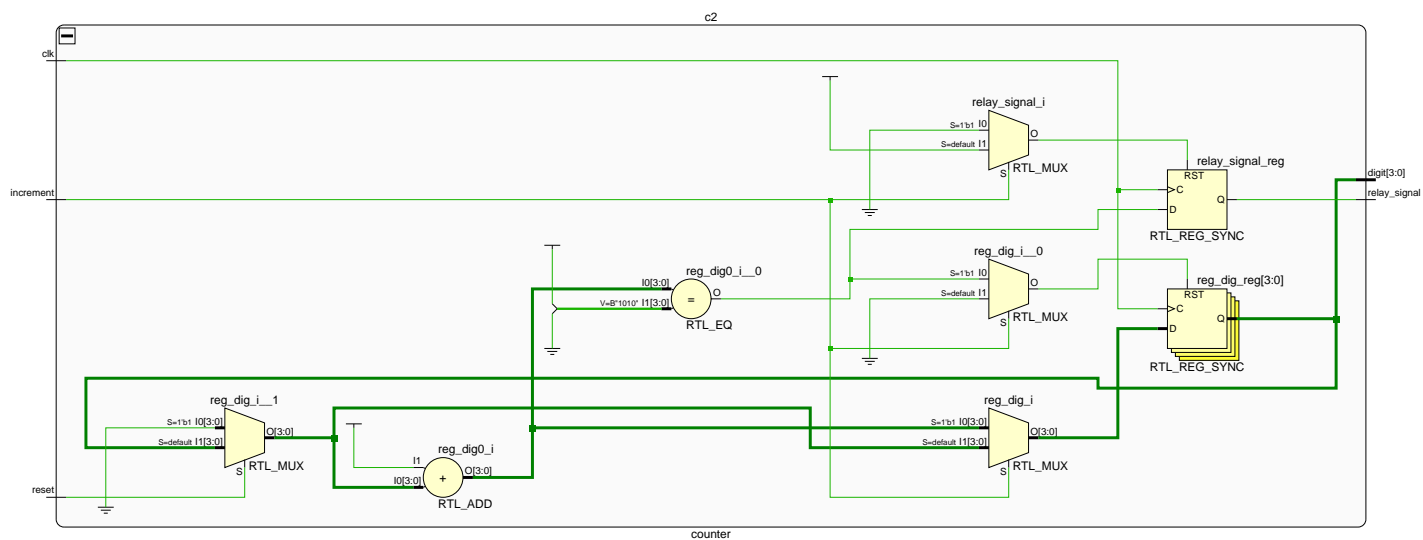 c2
clk
relay_signal_i
S=1'b1 I0
O
S=default I1
S
RTL_MUX
relay_signal_reg
RST
C
D
Q
RTL_REG_SYNC
digit[3:0]
relay_signal
increment
reg_dig0_i__0
I0[3:0]
V=B"1010" I1[3:0]
=
O
RTL_EQ
reg_dig_i__0
S=1'b1 I0
S=default I1
O
S
RTL_MUX
reg_dig_reg[3:0]
RST
C
D
Q
RTL_REG_SYNC
reg_dig_i__1
S=1'b1 I0[3:0]
S=default I1[3:0]
O[3:0]
S
RTL_MUX
reg_dig0_i
I1
I0[3:0]
+
O[3:0]
RTL_ADD
reg_dig_i
S=1'b1 I0[3:0]
S=default I1[3:0]
O[3:0]
S
RTL_MUX
reset
counter